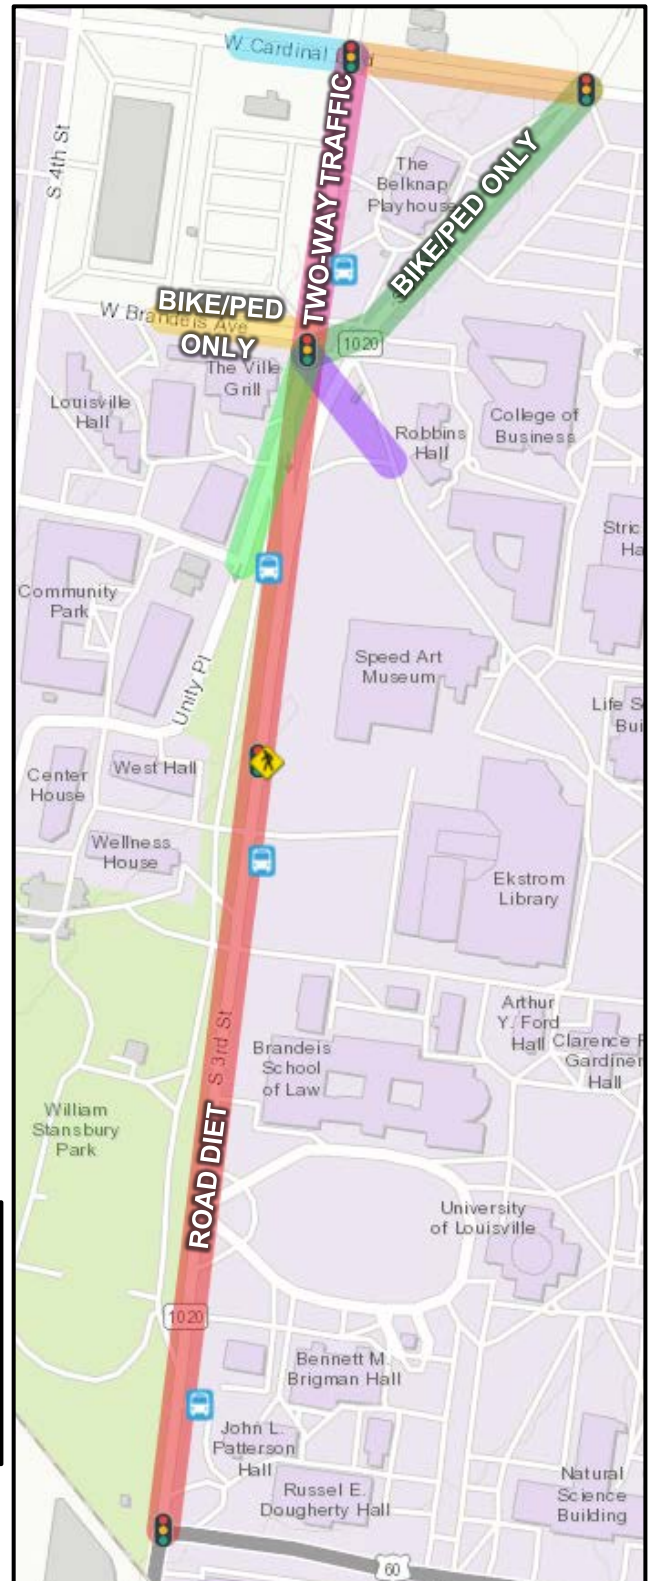 W. Cardinal
S 4th St
TWO-WAY TRAFFIC
The
Belknap
Playhouse
BIKE/PED ONLY
BIKE/PED
ONLY
W Brandeis Ave
1020
The Ville
Grill
Louisville
Hall
Robbins
Hall
College of
Business
Community
Park
Speed Art
Museum
Unity Pl
West Hall
Center
House
Wellness
House
Ekstrom
Library
Arthur
Y. Ford
Hall
Clarence
Gardiner
Hall
S 3rd St
Brandeis
School
of Law
William
Stansbury
Park
ROAD DIET
University
of Louisville
1020
Bennett M.
Brigman Hall
John L.
Patterson
Hall
Russel E.
Dougherty Hall
Natural
Science
Building
60